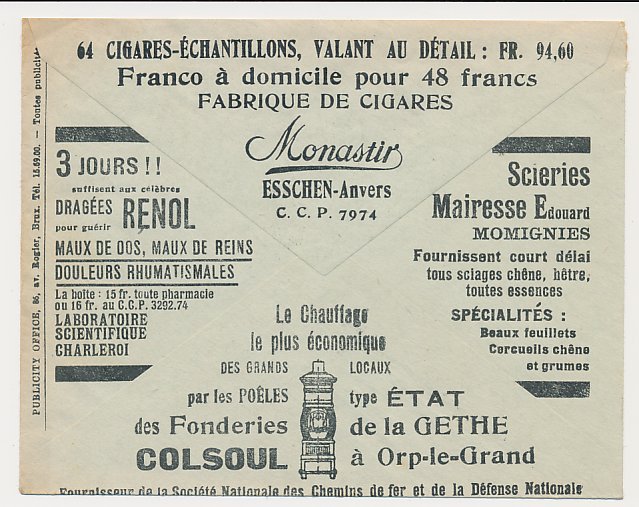 64 CIGARES-ÉCHANTILLONS, VALANT AU DÉTAIL : FR. 94,60
Franco à domicile pour 48 francs
FABRIQUE DE CIGARES
Monastir
ESSCHEN-Anvers
C. C. P. 7974
3 JOURS !!
suffisent aux célèbres
DRAGÉES RENOL
pour guérir
MAUX DE DOS, MAUX DE REINS
DOULEURS RHUMATISMALES
La boîte : 15 fr. toute pharmacie
ou 16 fr. au C.C.P. 3292.74
LABORATOIRE
SCIENTIFIQUE
CHARLEROI
Scieries
Mairesse Edouard
MOMIGNIES
Fournissent court délai
tous sciages chêne, hêtre,
toutes essences
SPÉCIALITÉS :
Beaux feuillets
Cercueils chêne
et grumes
Le Chauffage
le plus économique
DES GRANDS LOCAUX
par les POÊLES type ÉTAT
des Fonderies de la GETHE
COLSOUL à Orp-le-Grand
Fournisseur de la Société Nationale des Chemins de fer et de la Défense Nationale
PUBLICITY OFFICE, 86, av. Rogier, Brux. Tél. 15.69.00. — Toutes publicités